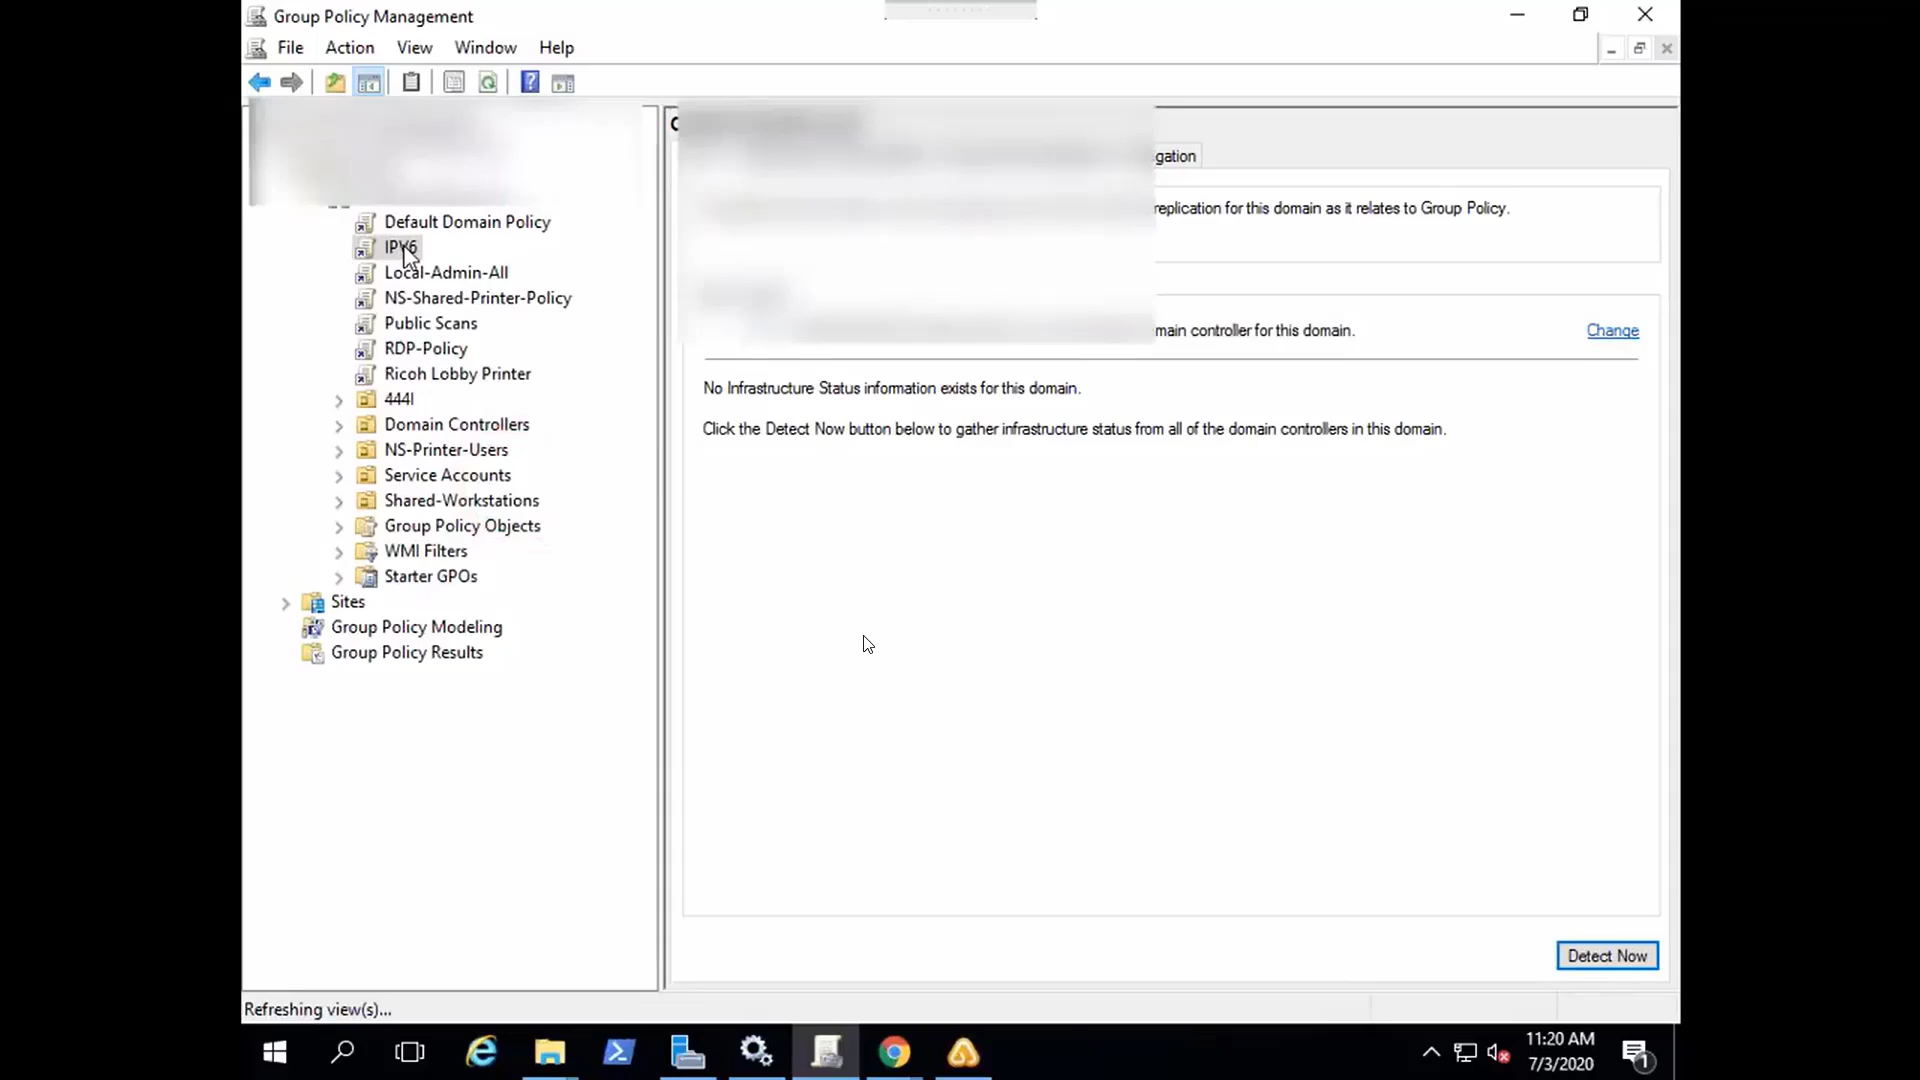 Group Policy Management
File Action View Window Help
gation
Default Domain Policy
replication for this domain as it relates to Group Policy.
IPV6
Local-Admin-All
NS-Shared-Printer-Policy
Public Scans
main controller for this domain.
Change
RDP-Policy
Ricoh Lobby Printer
No Infrastructure Status information exists for this domain.
444I
Domain Controllers
Click the Detect Now button below to gather infrastructure status from all of the domain controllers in this domain.
NS-Printer-Users
Service Accounts
Shared-Workstations
Group Policy Objects
WMI Filters
Starter GPOs
Sites
Group Policy Modeling
Group Policy Results
Detect Now
Refreshing view(s)...
11:20 AM
7/3/2020
1